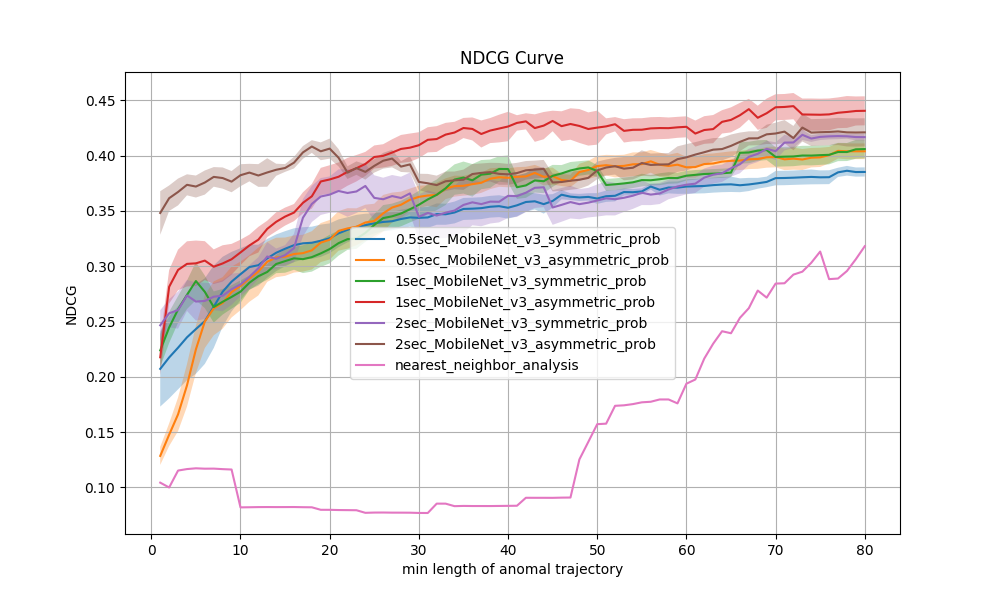 NDCG Curve
NDCG
0.45
0.40
0.35
0.30
0.25
0.20
0.15
0.10
0.5sec_MobileNet_v3_symmetric_prob
0.5sec_MobileNet_v3_asymmetric_prob
1sec_MobileNet_v3_symmetric_prob
1sec_MobileNet_v3_asymmetric_prob
2sec_MobileNet_v3_symmetric_prob
2sec_MobileNet_v3_asymmetric_prob
nearest_neighbor_analysis
0 10 20 30 40 50 60 70 80
min length of anomal trajectory